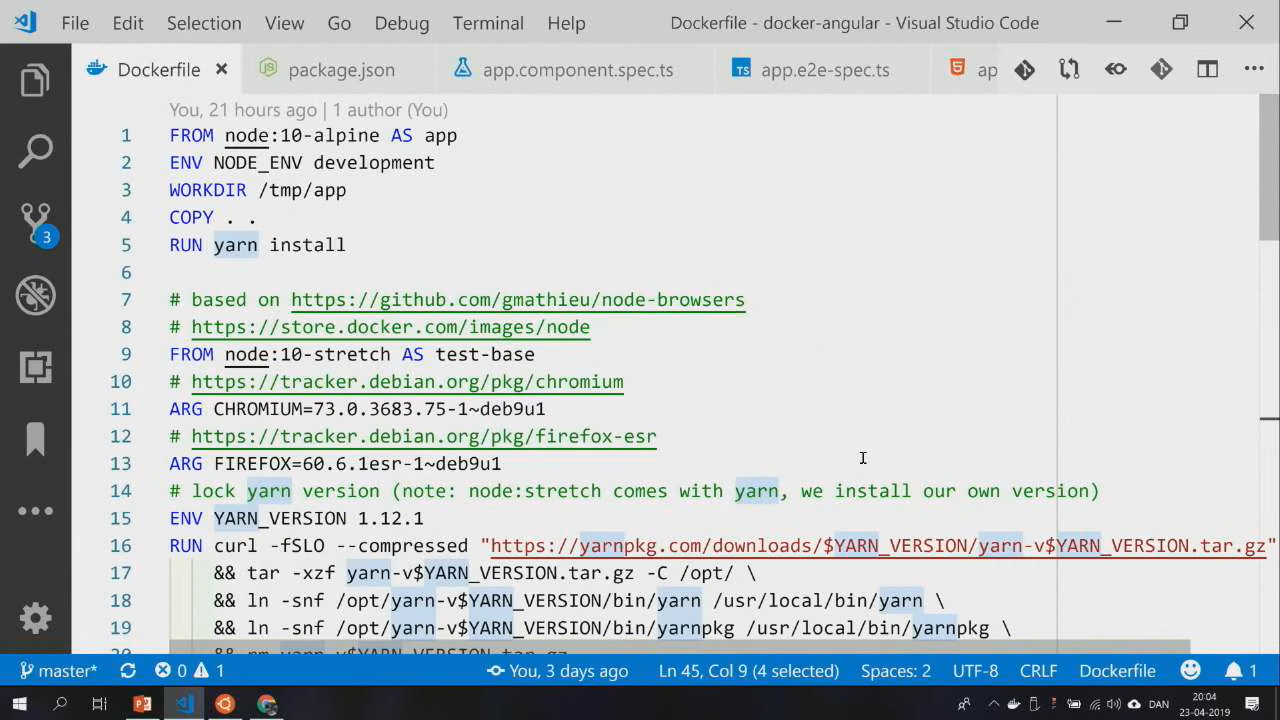 File Edit Selection View Go Debug Terminal Help Dockerfile - docker-angular - Visual Studio Code
Dockerfile package.json app.component.spec.ts TS app.e2e-spec.ts ap
You, 21 hours ago | 1 author (You)
1 FROM node:10-alpine AS app
2 ENV NODE_ENV development
3 WORKDIR /tmp/app
4 COPY . .
5 RUN yarn install
6
7 # based on https://github.com/gmathieu/node-browsers
8 # https://store.docker.com/images/node
9 FROM node:10-stretch AS test-base
10 # https://tracker.debian.org/pkg/chromium
11 ARG CHROMIUM=73.0.3683.75-1~deb9u1
12 # https://tracker.debian.org/pkg/firefox-esr
13 ARG FIREFOX=60.6.1esr-1~deb9u1
14 # lock yarn version (note: node:stretch comes with yarn, we install our own version)
15 ENV YARN_VERSION 1.12.1
16 RUN curl -fSLO --compressed "https://yarnpkg.com/downloads/$YARN_VERSION/yarn-v$YARN_VERSION.tar.gz"
17 && tar -xzf yarn-v$YARN_VERSION.tar.gz -C /opt/ \
18 && ln -snf /opt/yarn-v$YARN_VERSION/bin/yarn /usr/local/bin/yarn \
19 && ln -snf /opt/yarn-v$YARN_VERSION/bin/yarnpkg /usr/local/bin/yarnpkg \
20 && rm yarn-v$YARN_VERSION.tar.gz
3
master* 0 1 You, 3 days ago Ln 45, Col 9 (4 selected) Spaces: 2 UTF-8 CRLF Dockerfile 1
DAN 20:04
23-04-2019